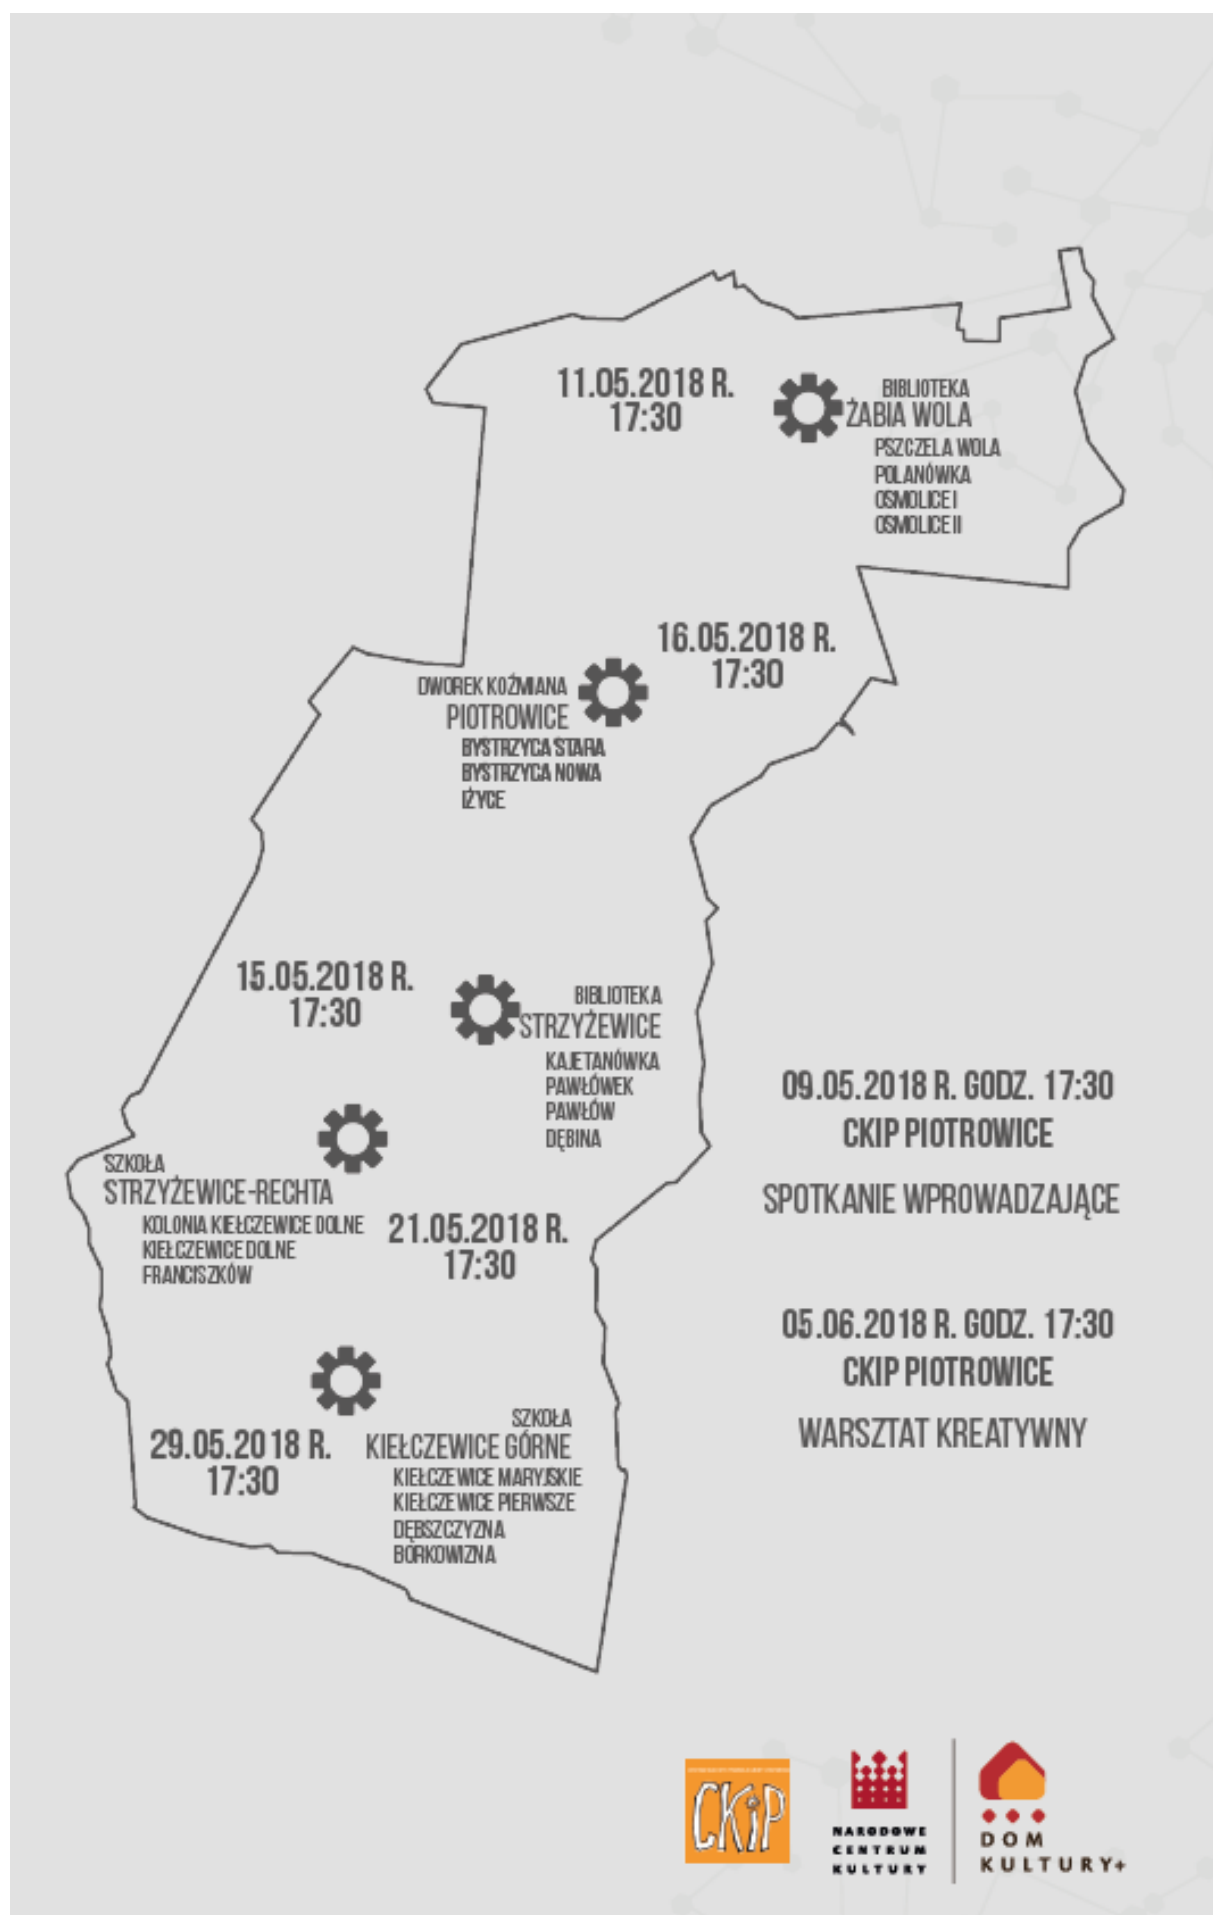 11.05.2018 R.
17:30
BIBLIOTEKA
ŻABIA WOLA
PSZCZELA WOLA
POLANÓWKA
OSMOLICE I
OSMOLICE II
16.05.2018 R.
17:30
DWOREK KOŹMIANA
PIOTROWICE
BYSTRZYCA STARA
BYSTRZYCA NOWA
IŻYCE
15.05.2018 R.
17:30
BIBLIOTEKA
STRZYŻEWICE
KAJETANÓWKA
PAWŁÓWEK
PAWŁÓW
DĘBINA
SZKOŁA
STRZYŻEWICE-RECHTA
KOLONIA KIEŁCZEWICE DOLNE
KIEŁCZEWICE DOLNE
FRANCISZKÓW
21.05.2018 R.
17:30
29.05.2018 R.
17:30
SZKOŁA
KIEŁCZEWICE GÓRNE
KIEŁCZEWICE MARYJSKIE
KIEŁCZEWICE PIERWSZE
DĘBSZCZYZNA
BORKOWIZNA
09.05.2018 R. GODZ. 17:30
CKIP PIOTROWICE
SPOTKANIE WPROWADZAJĄCE
05.06.2018 R. GODZ. 17:30
CKIP PIOTROWICE
WARSZTAT KREATYWNY
CKiP
NARODOWE
CENTRUM
KULTURY
DOM
KULTURY+